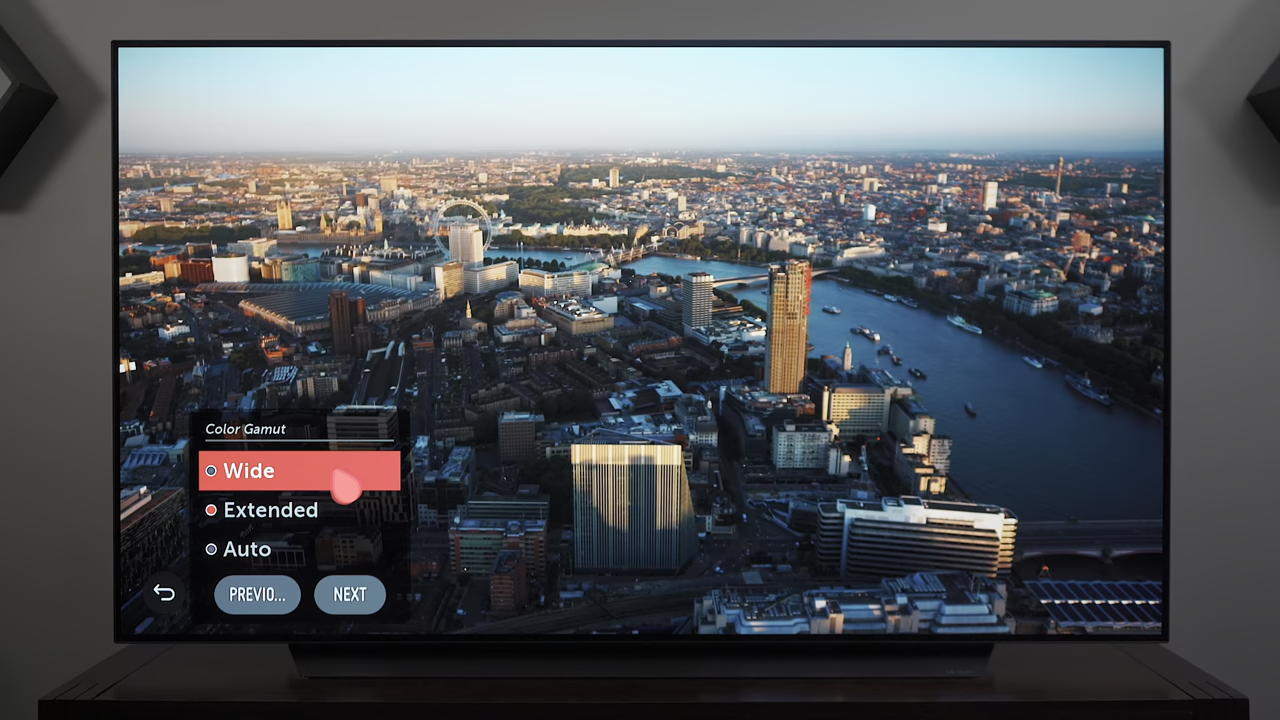 Color Gamut
Wide
Extended
Auto
PREVIO...
NEXT